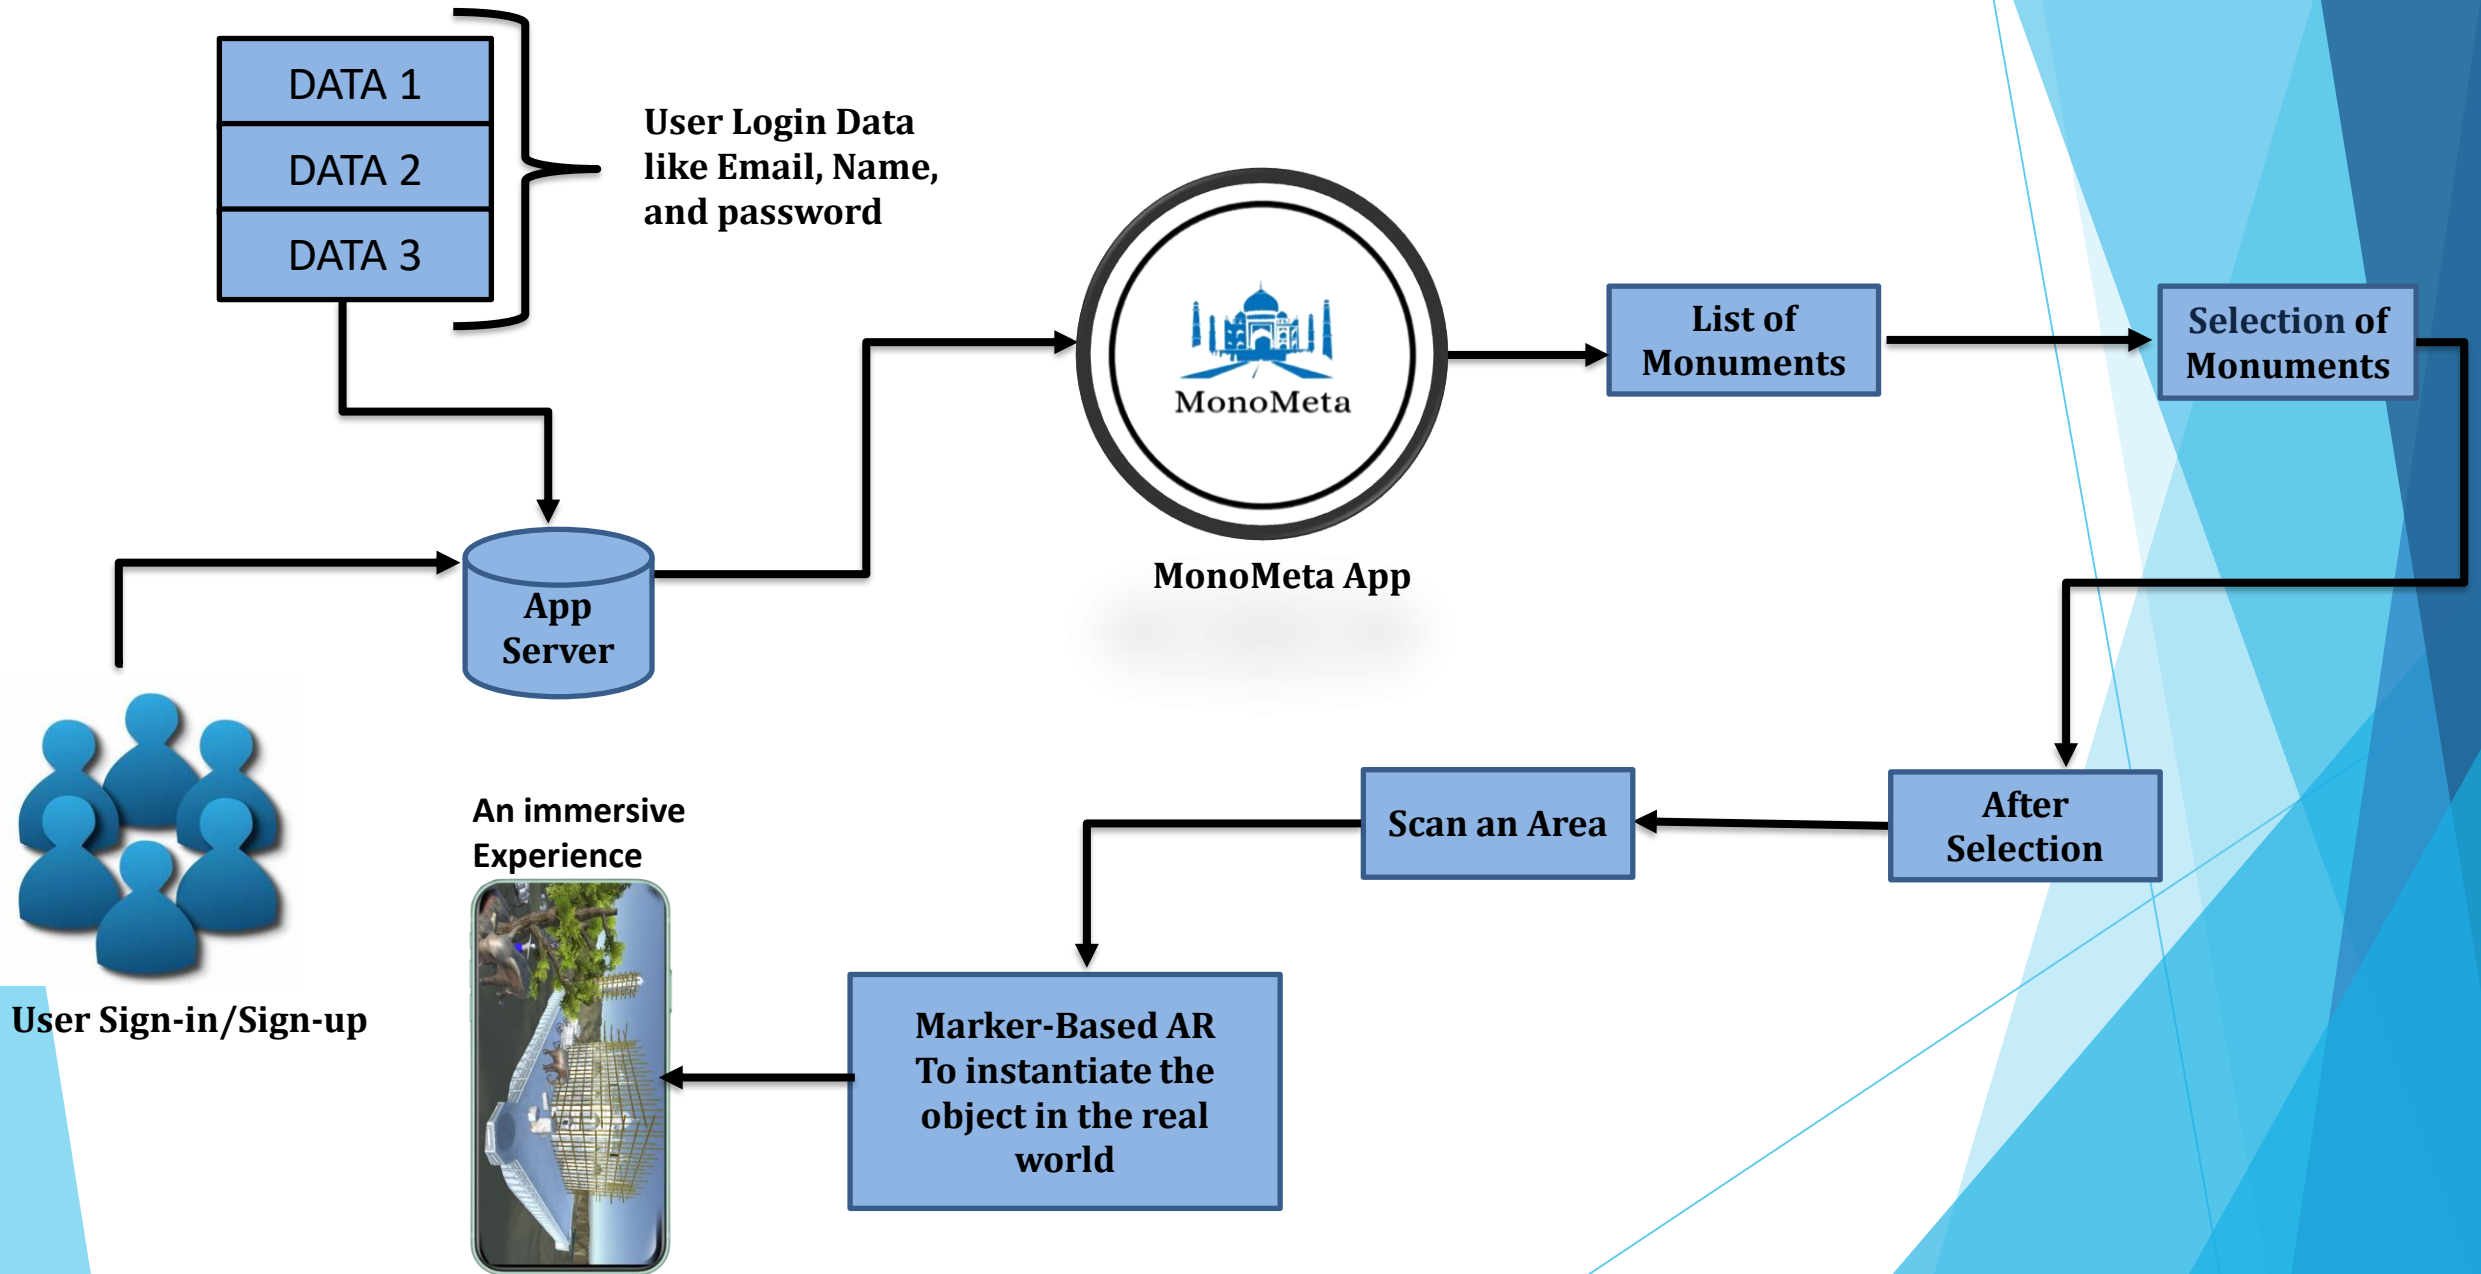 DATA 1
DATA 2
DATA 3
User Login Data
like Email, Name,
and password
MonoMeta
MonoMeta App
List of
Monuments
Selection of
Monuments
App
Server
User Sign-in/Sign-up
After
Selection
Scan an Area
Marker-Based AR
To instantiate the
object in the real
world
An immersive
Experience